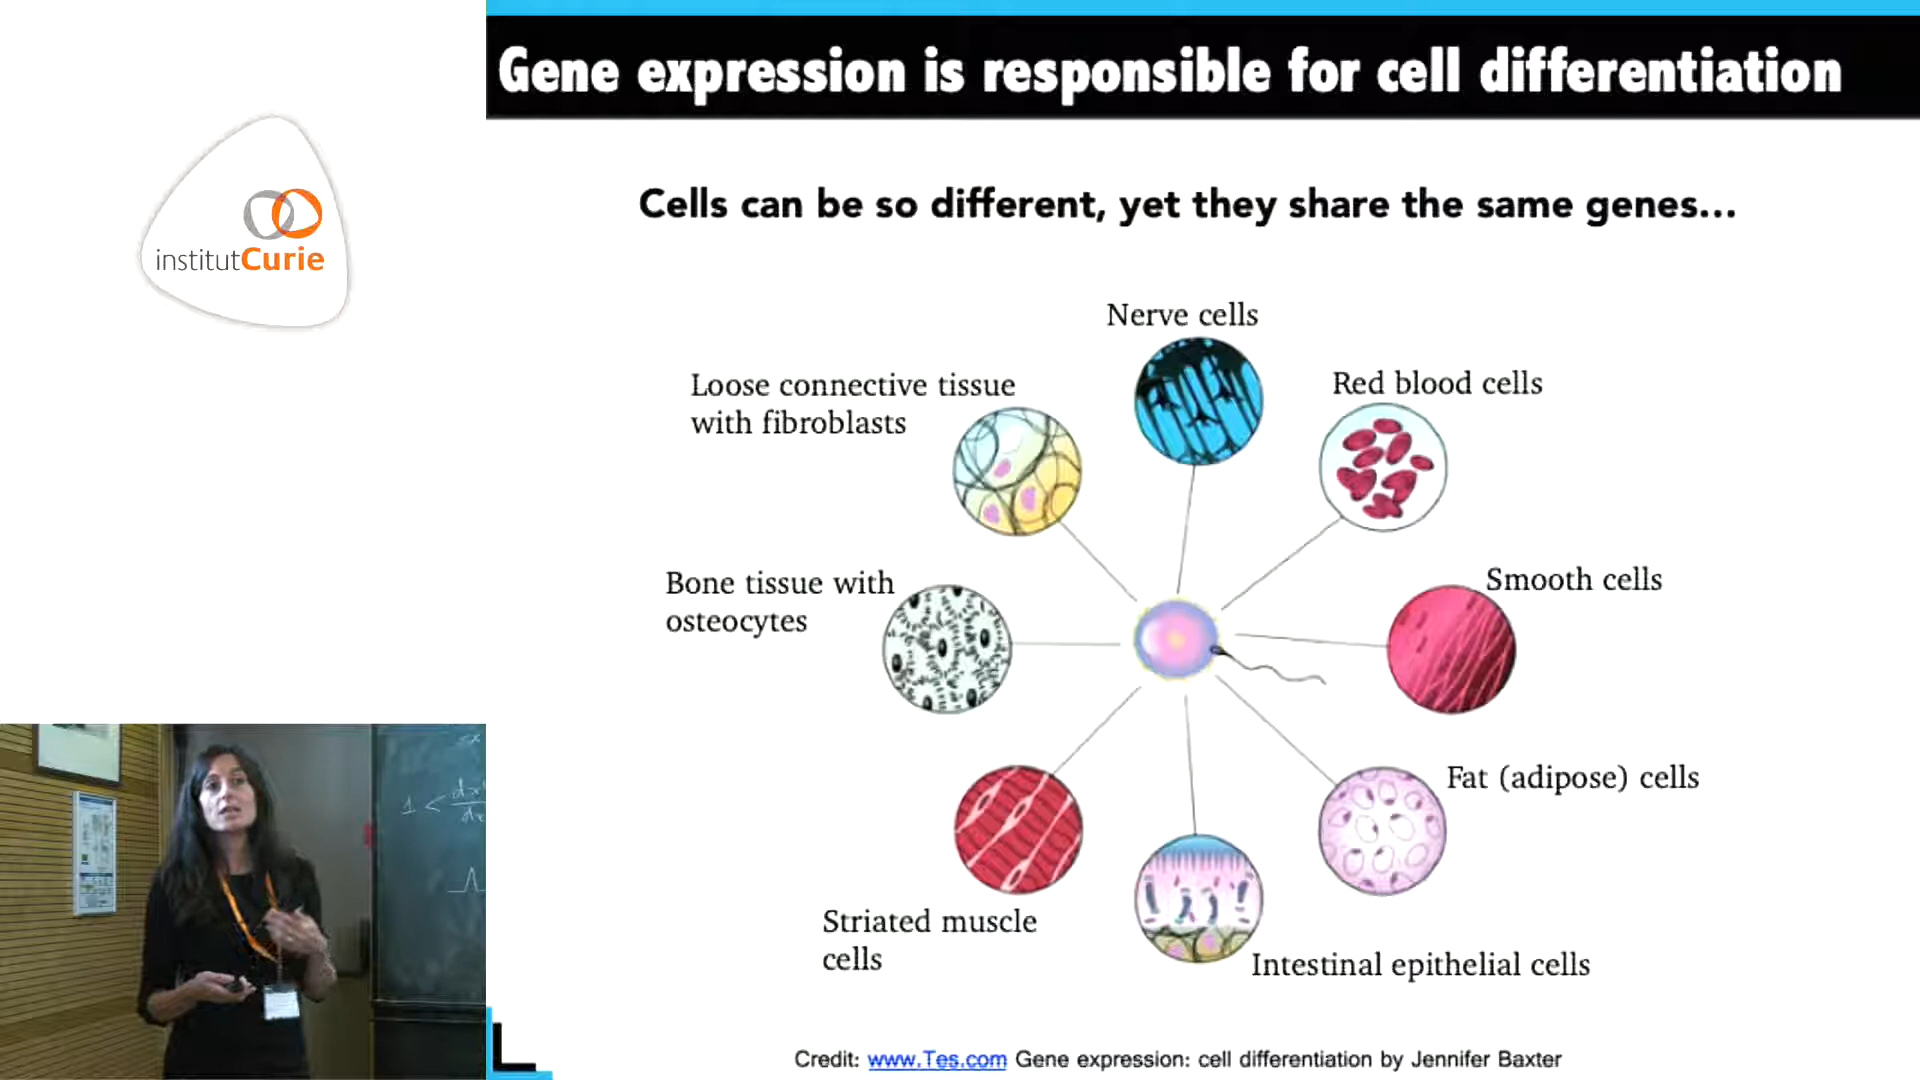 Gene expression is responsible for cell differentiation
institutCurie
Cells can be so different, yet they share the same genes...
Nerve cells
Loose connective tissue
with fibroblasts
Red blood cells
Bone tissue with
osteocytes
Smooth cells
Fat (adipose) cells
Striated muscle
cells
Intestinal epithelial cells
1 < dx
Credit: www.Tes.com Gene expression: cell differentiation by Jennifer Baxter